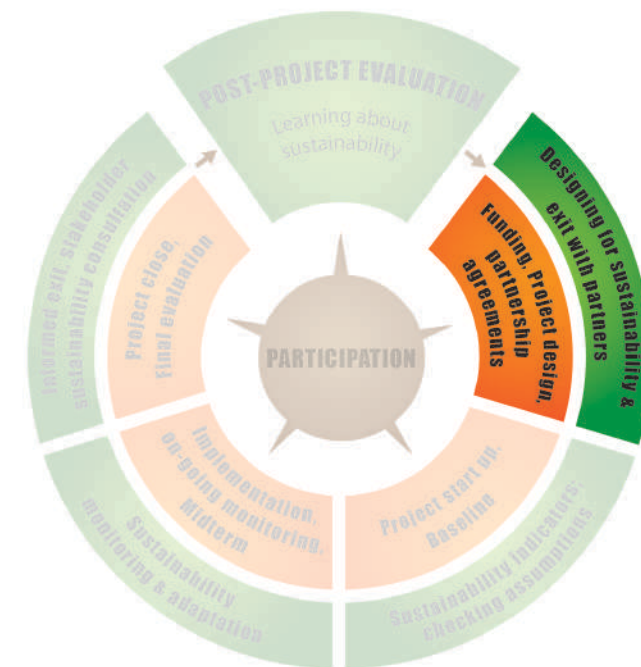 POST-PROJECT EVALUATION
Learning about
sustainability
Designing for sustainability &
exit with partners
Funding, Project design,
partnership
agreements
Sustainability indicators;
checking assumptions
Project start up,
Baseline
Sustainability
monitoring & adaptation
Implementation,
on-going monitoring,
Midterm
Informed exit, stakeholder
sustainability consultation
Project close,
Final evaluation
PARTICIPATION